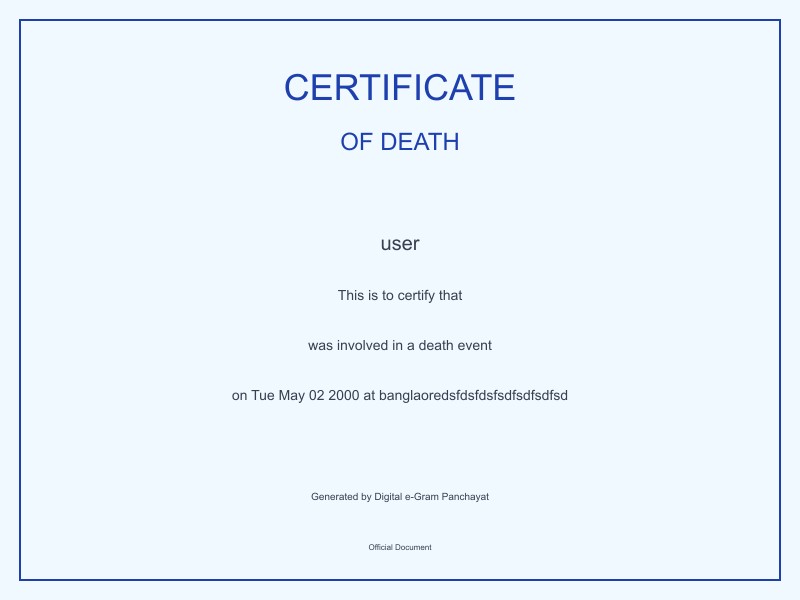 CERTIFICATE
OF DEATH
user
This is to certify that
was involved in a death event
on Tue May 02 2000 at banglaoredsfdsfdsfsdfsdfsdfsd
Generated by Digital e-Gram Panchayat
Official Document